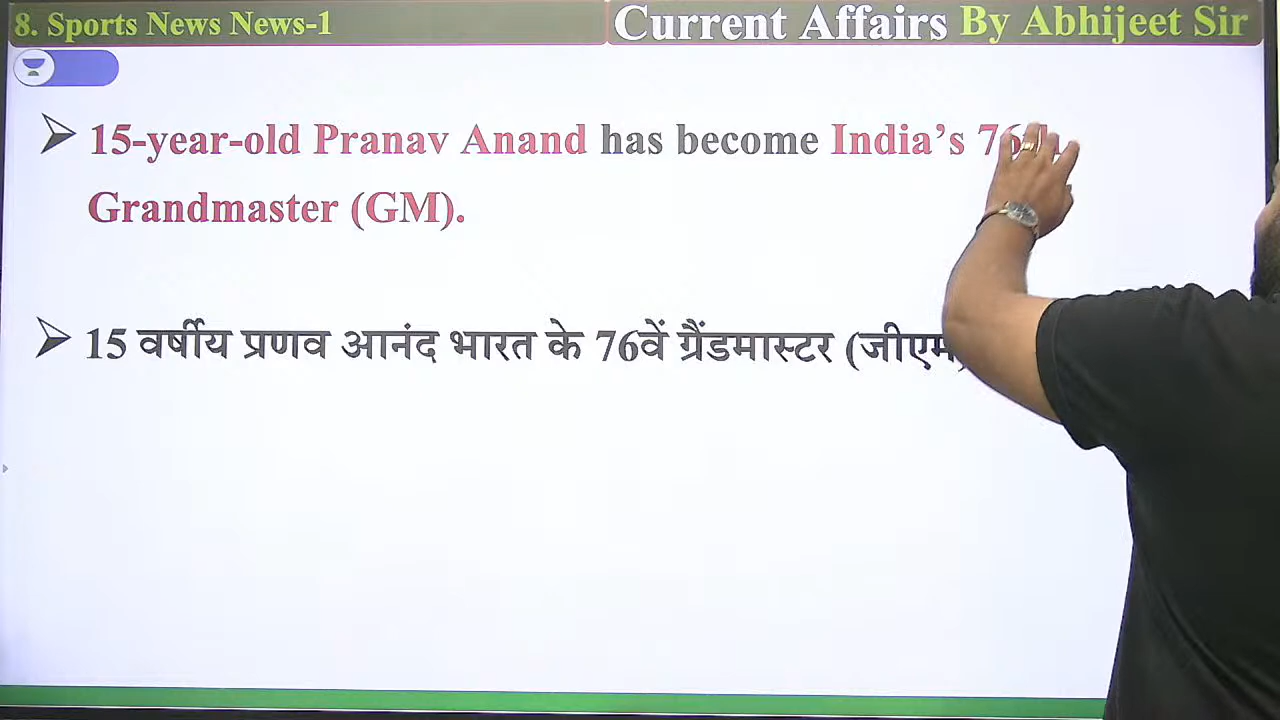 8. Sports News News-1
Current Affairs By Abhijeet Sir
15-year-old Pranav Anand has become India's
Grandmaster (GM).
15 वर्षीय प्रणव आनंद भारत के 76वें ग्रैंडमास्टर (जीएम)